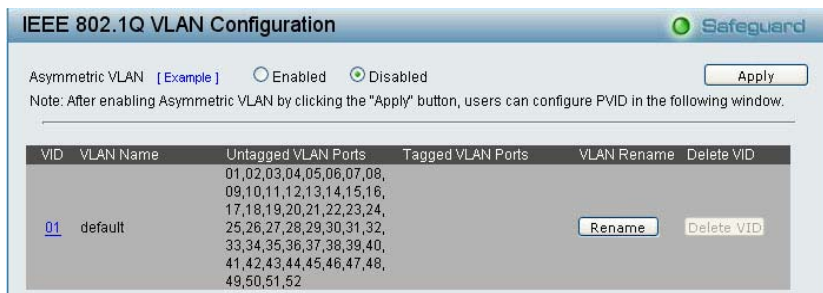 IEEE 802.1Q VLAN Configuration
Safeguard
Asymmetric VLAN [ Example ] Enabled Disabled Apply
Note: After enabling Asymmetric VLAN by clicking the "Apply" button, users can configure PVID in the following window.
VID VLAN Name Untagged VLAN Ports Tagged VLAN Ports VLAN Rename Delete VID
01,02,03,04,05,06,07,08,
09,10,11,12,13,14,15,16,
17,18,19,20,21,22,23,24,
01 default 25,26,27,28,29,30,31,32, Rename Delete VID
33,34,35,36,37,38,39,40,
41,42,43,44,45,46,47,48,
49,50,51,52